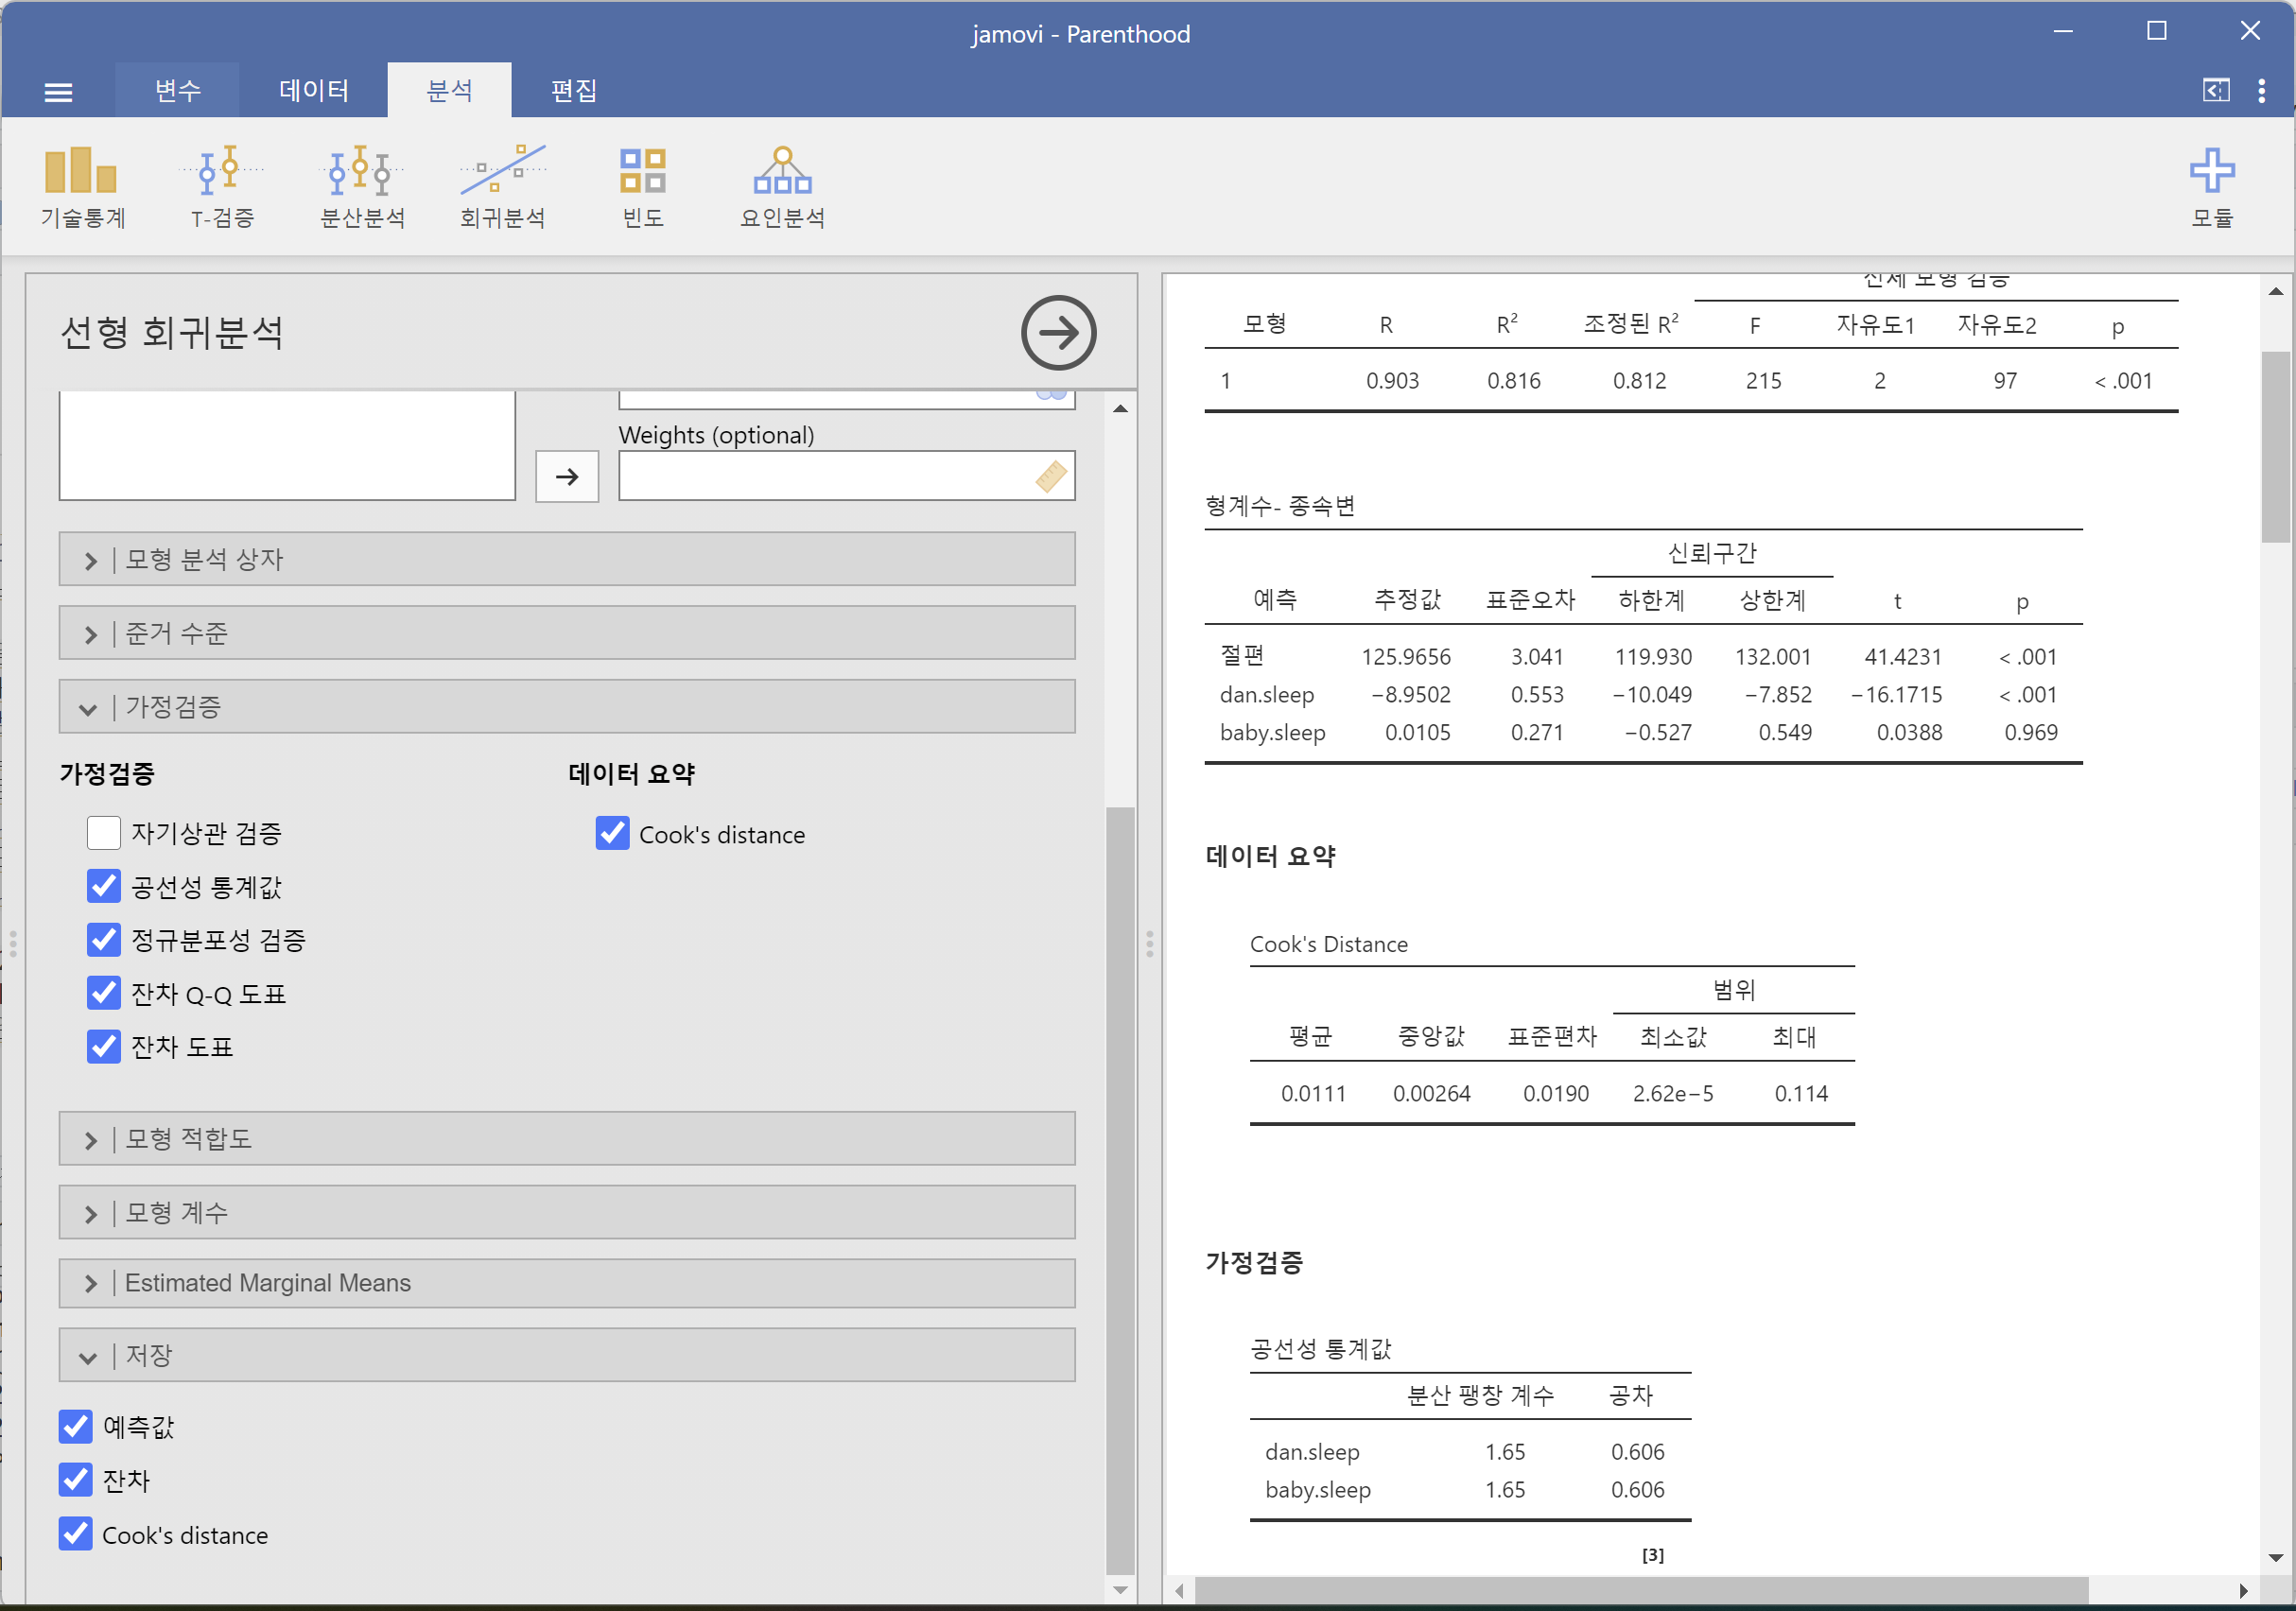 jamovi - Parenthood
변수 데이터 분석 편집
기술통계 T-검증 분산분석 회귀분석 빈도 요인분석 모듈
선형 회귀분석
Weights (optional)
모형 분석 상자
준거 수준
가정검증
가정검증 데이터 요약
자기상관 검증 Cook's distance
공선성 통계값
정규분포성 검증
잔차 Q-Q 도표
잔차 도표
모형 적합도
모형 계수
Estimated Marginal Means
저장
예측값
잔차
Cook's distance
전체 모형 검증
모형 R R² 조정된 R² F 자유도1 자유도2 p
1 0.903 0.816 0.812 215 2 97 < .001
형계수- 종속변
신뢰구간
예측 추정값 표준오차 하한계 상한계 t p
절편 125.9656 3.041 119.930 132.001 41.4231 < .001
dan.sleep −8.9502 0.553 −10.049 −7.852 −16.1715 < .001
baby.sleep 0.0105 0.271 −0.527 0.549 0.0388 0.969
데이터 요약
Cook's Distance
범위
평균 중앙값 표준편차 최소값 최대
0.0111 0.00264 0.0190 2.62e−5 0.114
가정검증
공선성 통계값
분산 팽창 계수 공차
dan.sleep 1.65 0.606
baby.sleep 1.65 0.606
[3]